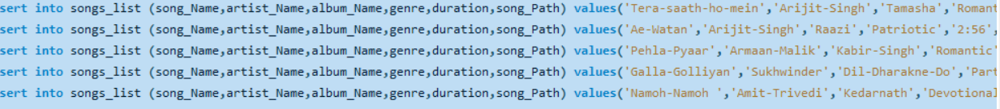 sert into songs_list (song_Name,artist_Name,album_Name,genre,duration,song_Path) values('Tera-saath-ho-mein','Arijit-Singh','Tamasha','Romant
sert into songs_list (song_Name,artist_Name,album_Name,genre,duration,song_Path) values('Ae-Watan','Arijit-Singh','Raazi','Patriotic','2:56',
sert into songs_list (song_Name,artist_Name,album_Name,genre,duration,song_Path) values('Pehla-Pyaar','Armaan-Malik','Kabir-Singh','Romantic'
sert into songs_list (song_Name,artist_Name,album_Name,genre,duration,song_Path) values('Galla-Golliyan','Sukhwinder','Dil-Dharakne-Do','Part
sert into songs_list (song_Name,artist_Name,album_Name,genre,duration,song_Path) values('Namoh-Namoh ','Amit-Trivedi','Kedarnath','Devotional